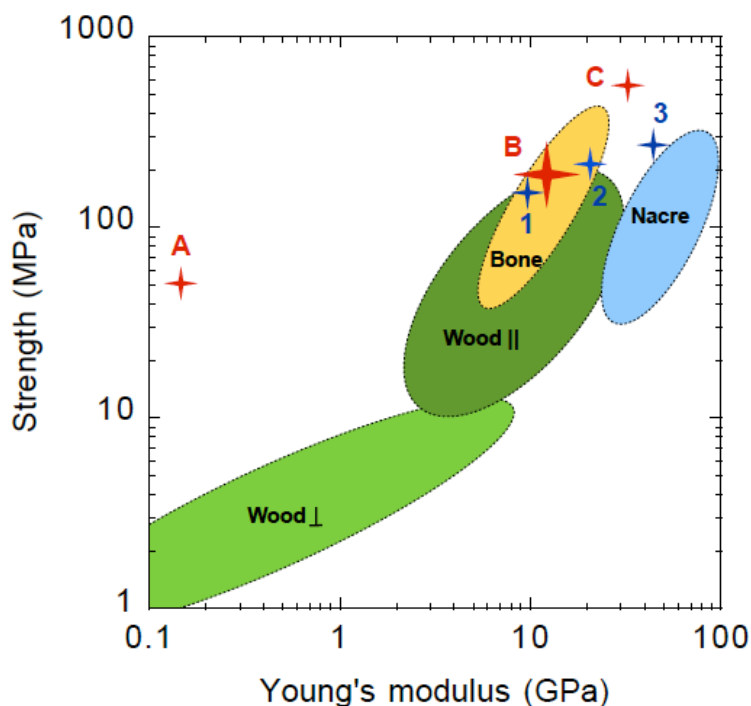 1000
C
3
B
100
2
A
1
Nacre
Bone
Wood ||
10
Wood ⊥
1
0.1 1 10 100
Young's modulus (GPa)
Strength (MPa)